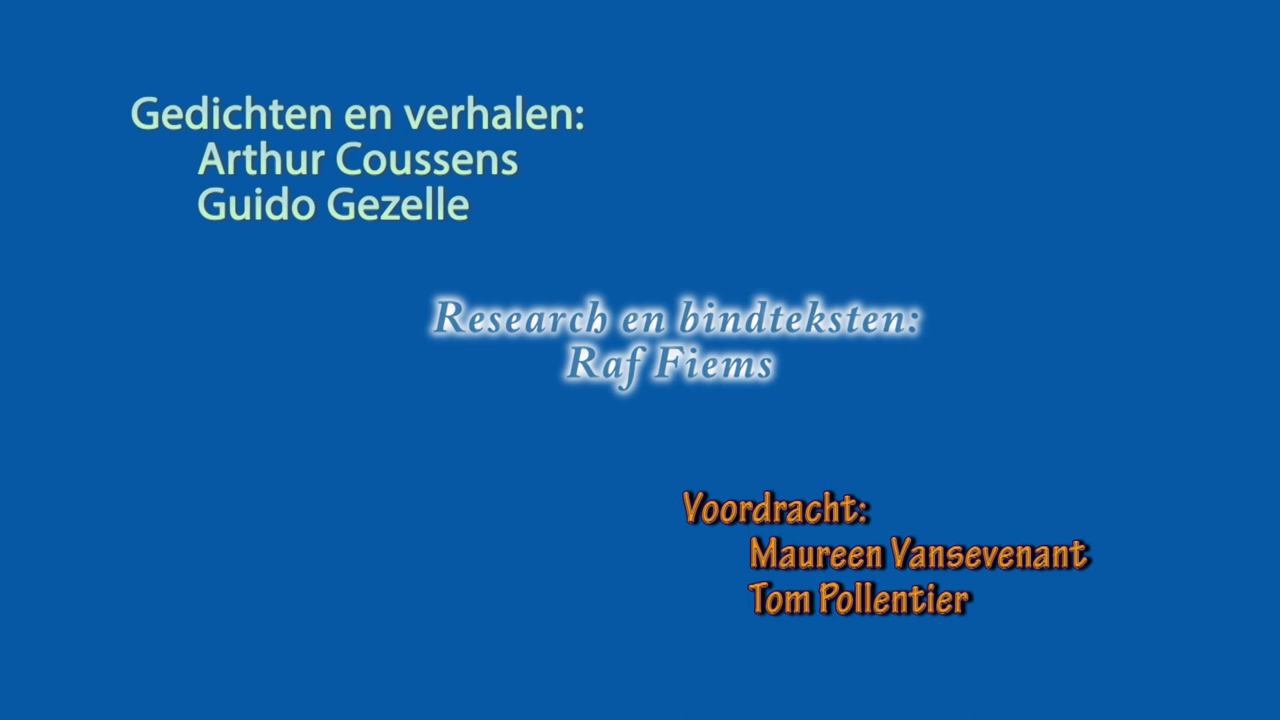 Gedichten en verhalen:
Arthur Coussens
Guido Gezelle
Research en bindteksten:
Raf Fiems
Voordracht:
Maureen Vansevenant
Tom Pollentier